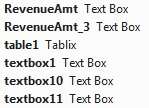 RevenueAmt Text Box
RevenueAmt_3 Text Box
table1 Tablix
textbox1 Text Box
textbox10 Text Box
textbox11 Text Box